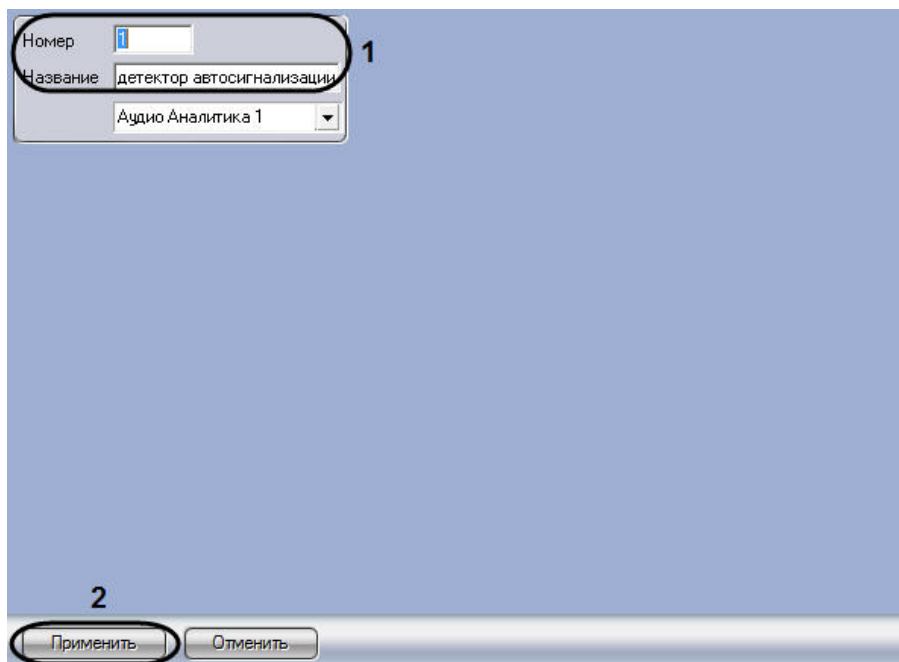 Номер 1
1
Название детектор автосигнализации
Аудио Аналитика 1
2
Применить Отменить